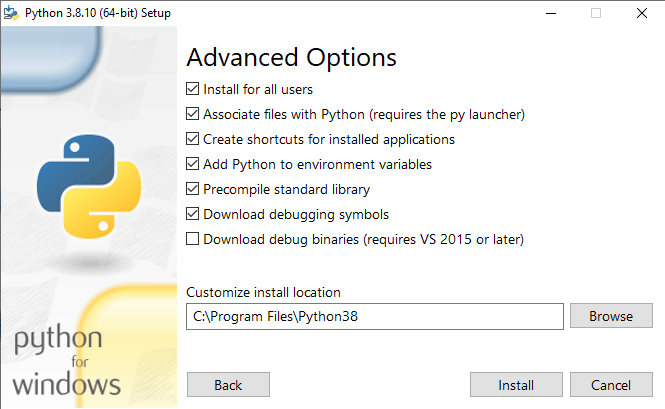 Python 3.8.10 (64-bit) Setup
Advanced Options
Install for all users
Associate files with Python (requires the py launcher)
Create shortcuts for installed applications
Add Python to environment variables
Precompile standard library
Download debugging symbols
Download debug binaries (requires VS 2015 or later)
Customize install location
C:\Program Files\Python38
Browse
python
for
windows
Back
Install
Cancel